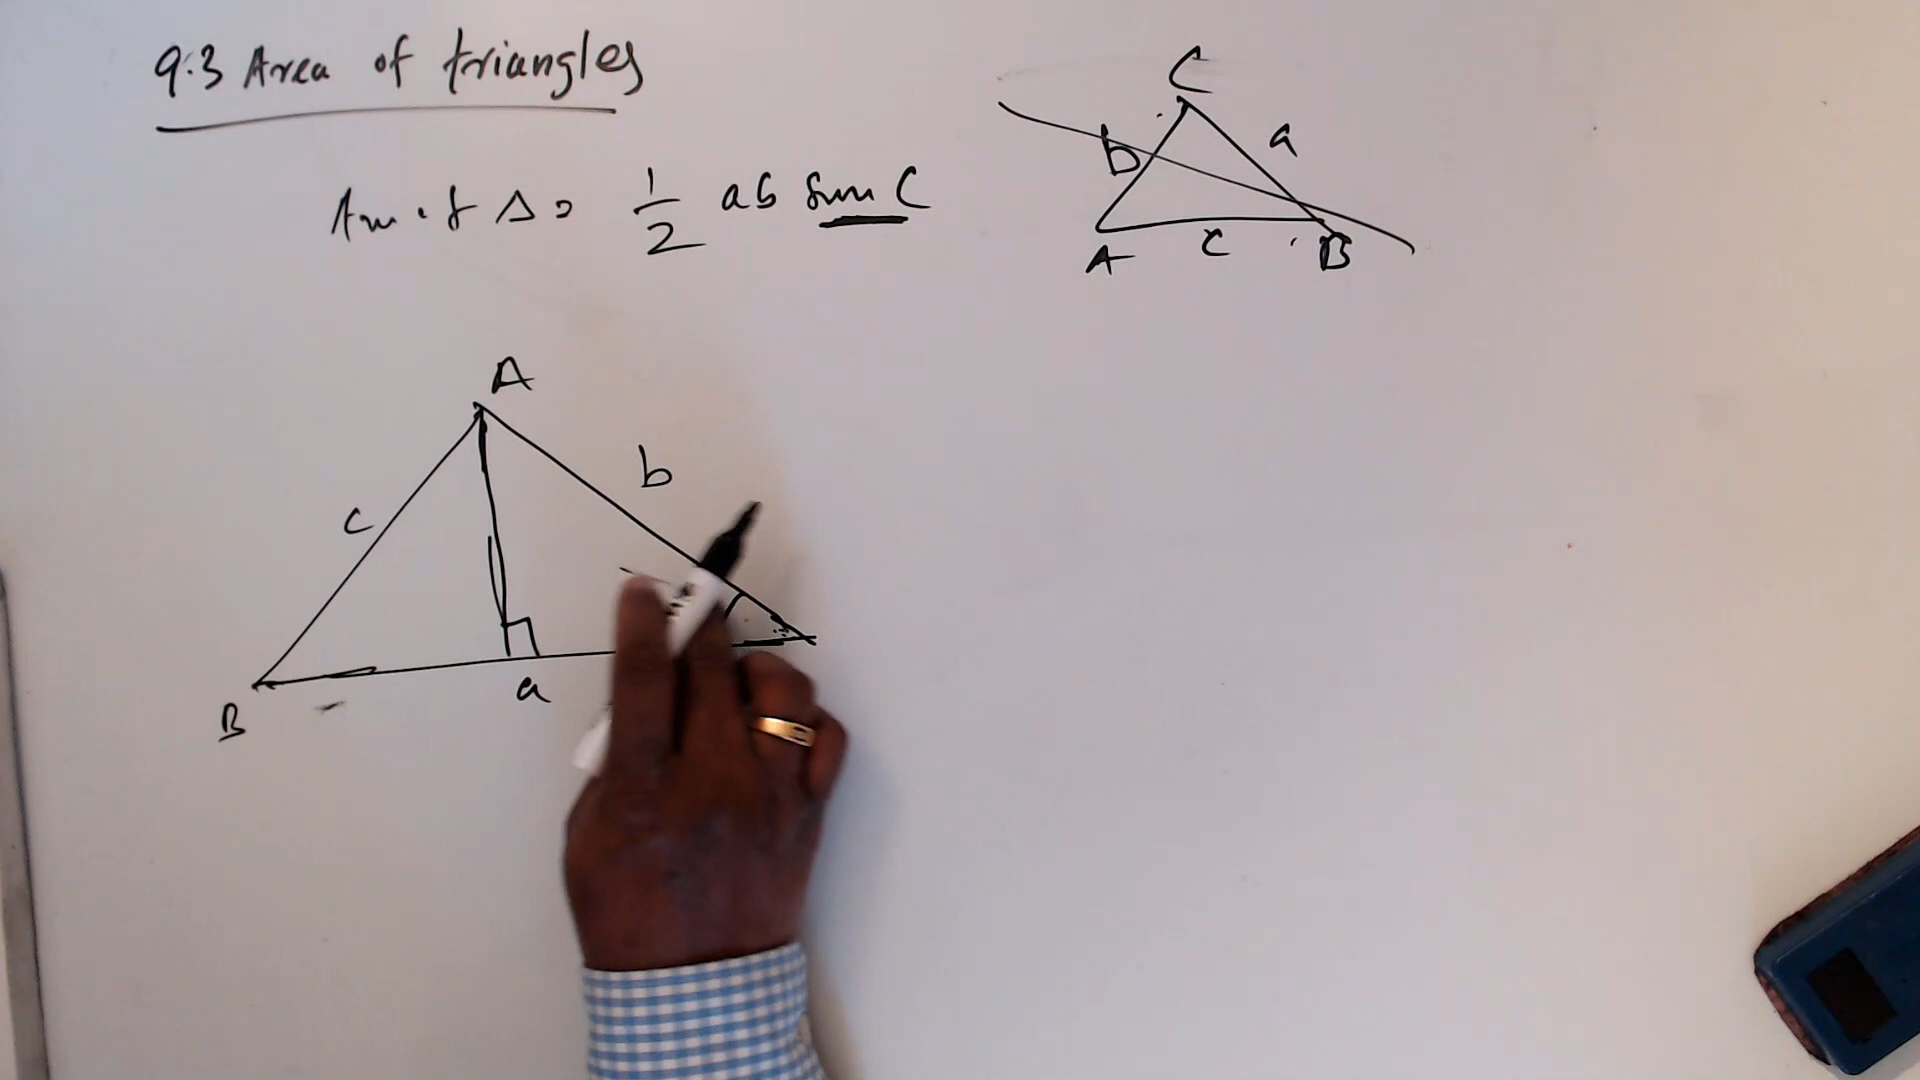 9.3 Area of triangles
Area of Δ = 1/2 ab Sin C
C
b a
A c B
A
b
c
a
B